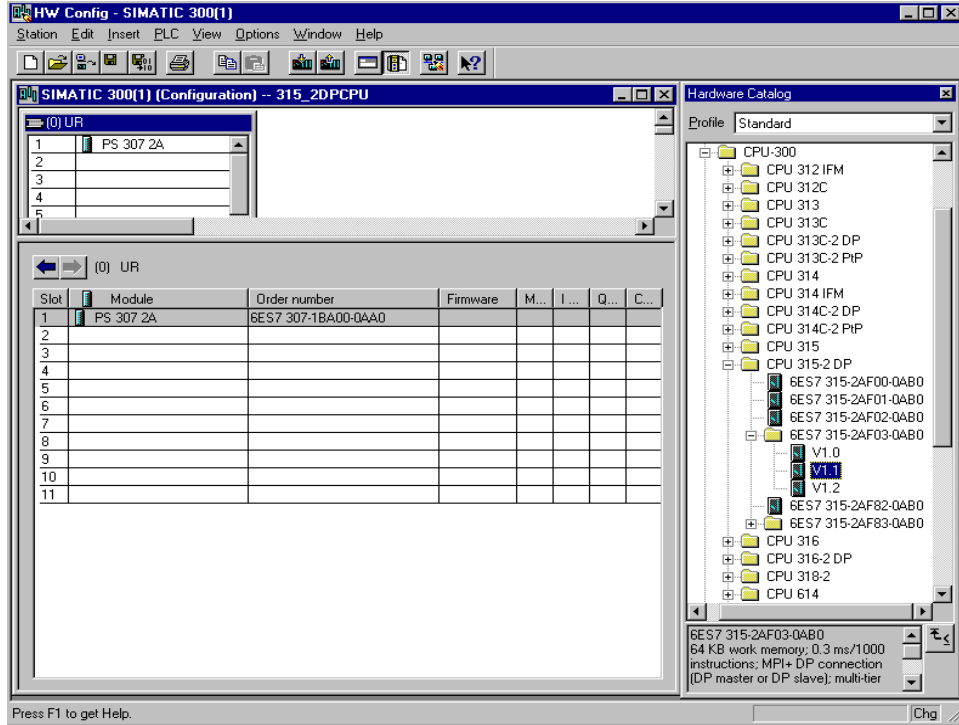 HW Config - SIMATIC 300(1)
Station Edit Insert PLC View Options Window Help
SIMATIC 300(1) (Configuration) -- 315_2DPCPU
(0) UR
1 PS 307 2A
2
3
4
5
(0) UR
Slot Module Order number Firmware M... I ... Q... C...
1 PS 307 2A 6ES7 307-1BA00-0AA0
2
3
4
5
6
7
8
9
10
11
Hardware Catalog
Profile Standard
CPU-300
CPU 312 IFM
CPU 312C
CPU 313
CPU 313C
CPU 313C-2 DP
CPU 313C-2 PtP
CPU 314
CPU 314 IFM
CPU 314C-2 DP
CPU 314C-2 PtP
CPU 315
CPU 315-2 DP
6ES7 315-2AF00-0AB0
6ES7 315-2AF01-0AB0
6ES7 315-2AF02-0AB0
6ES7 315-2AF03-0AB0
V1.0
V1.1
V1.2
6ES7 315-2AF82-0AB0
6ES7 315-2AF83-0AB0
CPU 316
CPU 316-2 DP
CPU 318-2
CPU 614
6ES7 315-2AF03-0AB0
64 KB work memory; 0.3 ms/1000
instructions; MPI+ DP connection
(DP master or DP slave); multi-tier
Press F1 to get Help.
Chg